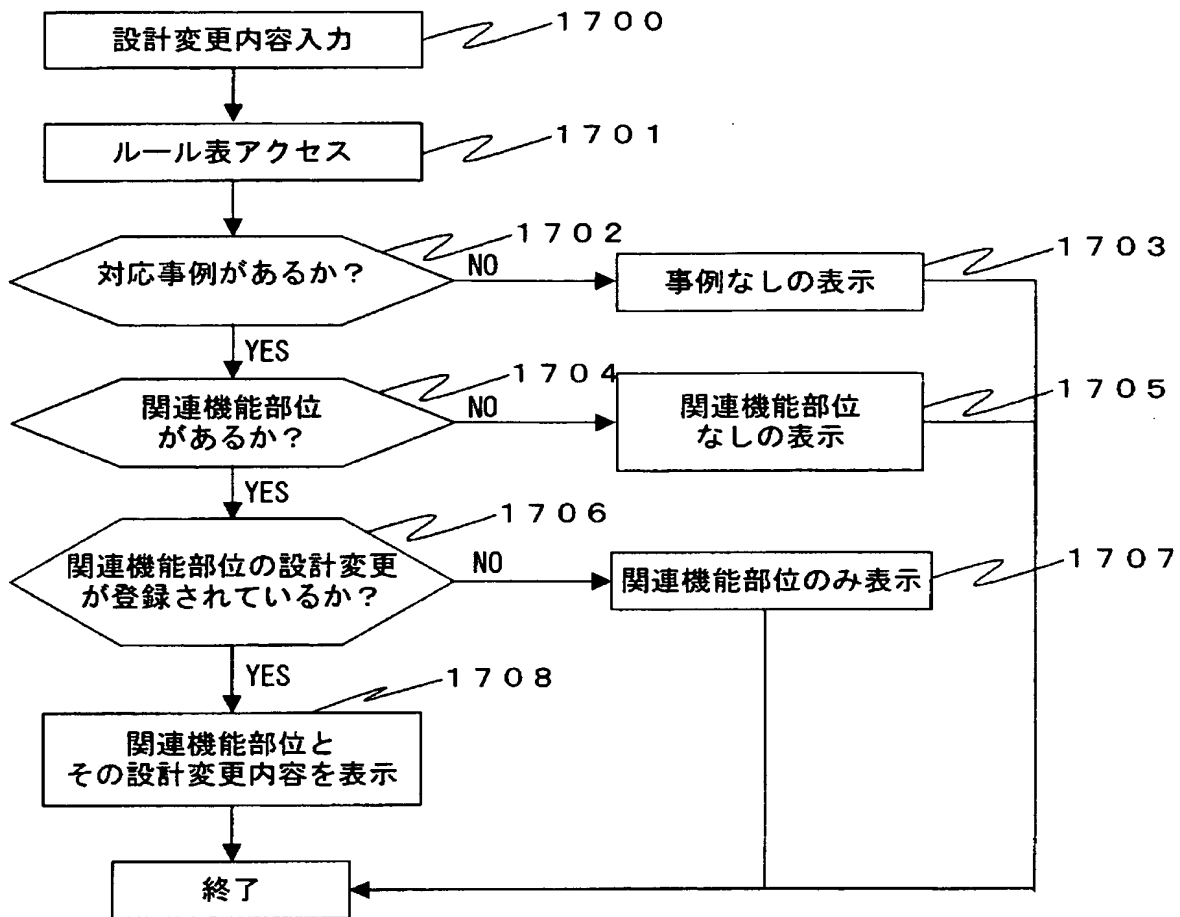 設計変更内容入力
１７００
ルール表アクセス
１７０１
対応事例があるか？
１７０２
NO
事例なしの表示
１７０３
YES
関連機能部位
があるか？
１７０４
NO
関連機能部位
なしの表示
１７０５
YES
関連機能部位の設計変更
が登録されているか？
１７０６
NO
関連機能部位のみ表示
１７０７
YES
１７０８
関連機能部位と
その設計変更内容を表示
終了